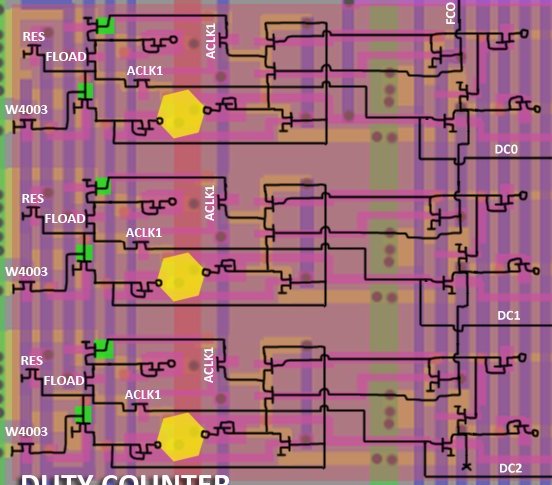 FCO
RES
ACLK1
FLOAD
ACLK1
W4003
DC0
RES
ACLK1
FLOAD
ACLK1
W4003
DC1
RES
ACLK1
FLOAD
ACLK1
W4003
DC2
DUTY COUNTER